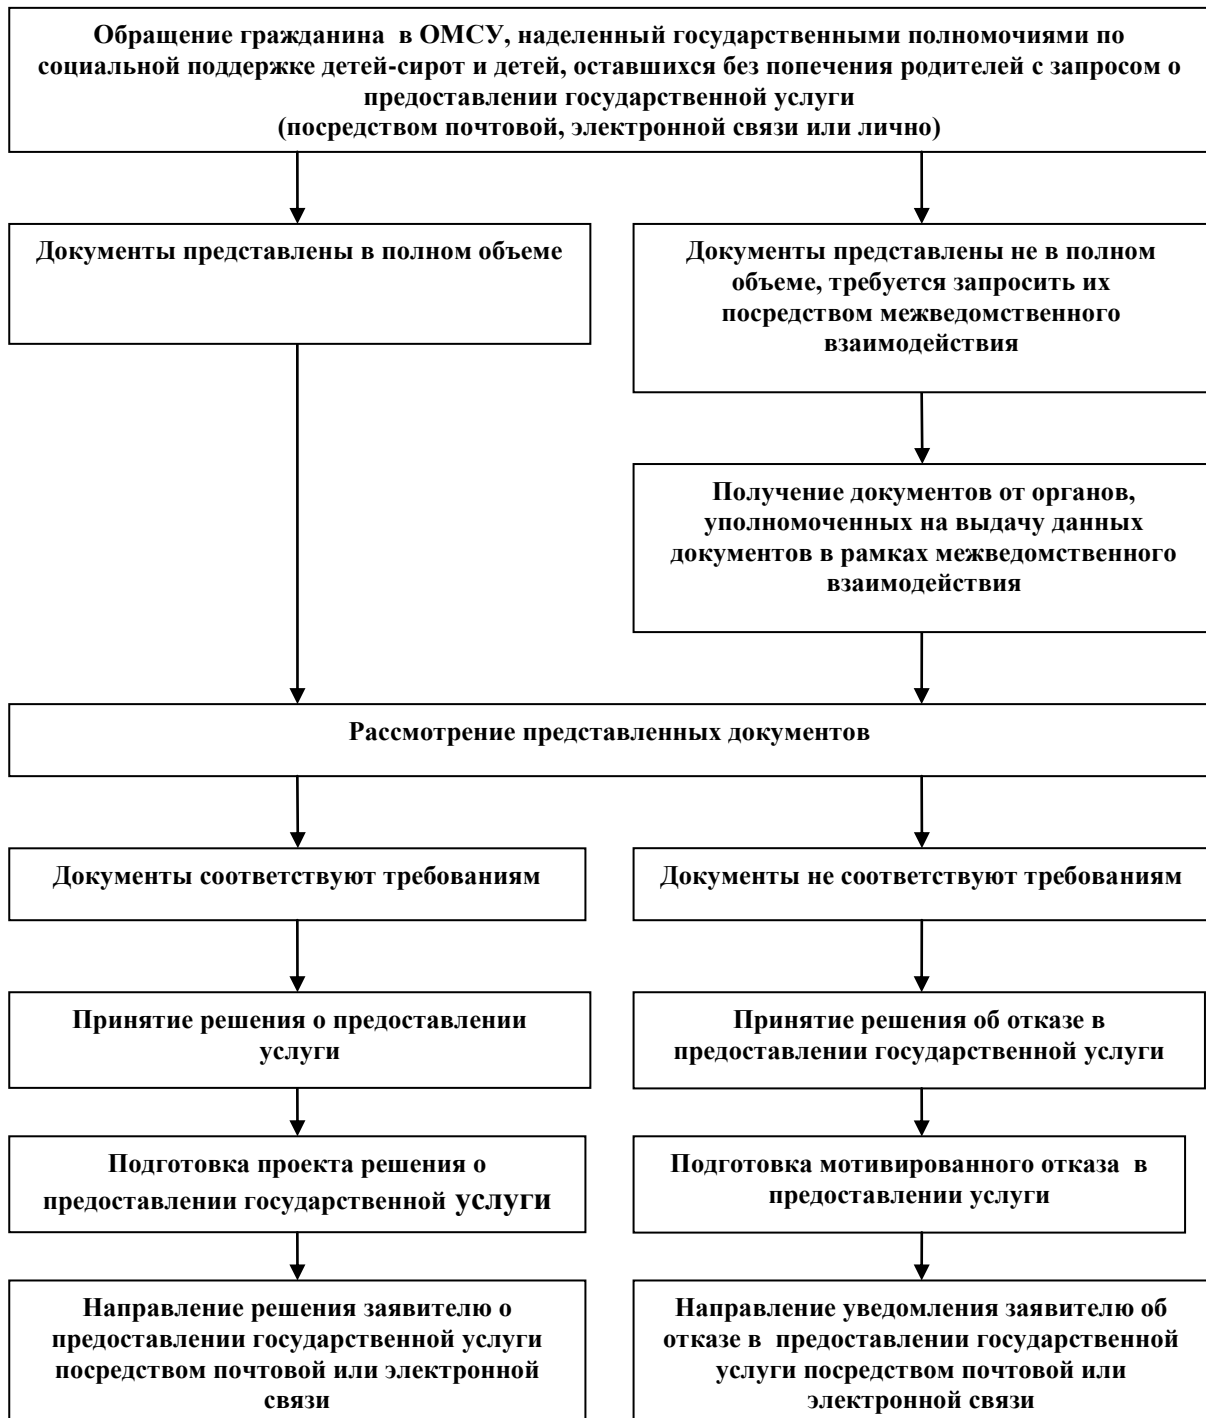 Обращение гражданина в ОМСУ, наделенный государственными полномочиями по
социальной поддержке детей-сирот и детей, оставшихся без попечения родителей с запросом о
предоставлении государственной услуги
(посредством почтовой, электронной связи или лично)
Документы представлены в полном объеме
Документы представлены не в полном
объеме, требуется запросить их
посредством межведомственного
взаимодействия
Получение документов от органов,
уполномоченных на выдачу данных
документов в рамках межведомственного
взаимодействия
Рассмотрение представленных документов
Документы соответствуют требованиям
Документы не соответствуют требованиям
Принятие решения о предоставлении
услуги
Принятие решения об отказе в
предоставлении государственной услуги
Подготовка проекта решения о
предоставлении государственной услуги
Подготовка мотивированного отказа в
предоставлении услуги
Направление решения заявителю о
предоставлении государственной услуги
посредством почтовой или электронной
связи
Направление уведомления заявителю об
отказе в предоставлении государственной
услуги посредством почтовой или
электронной связи